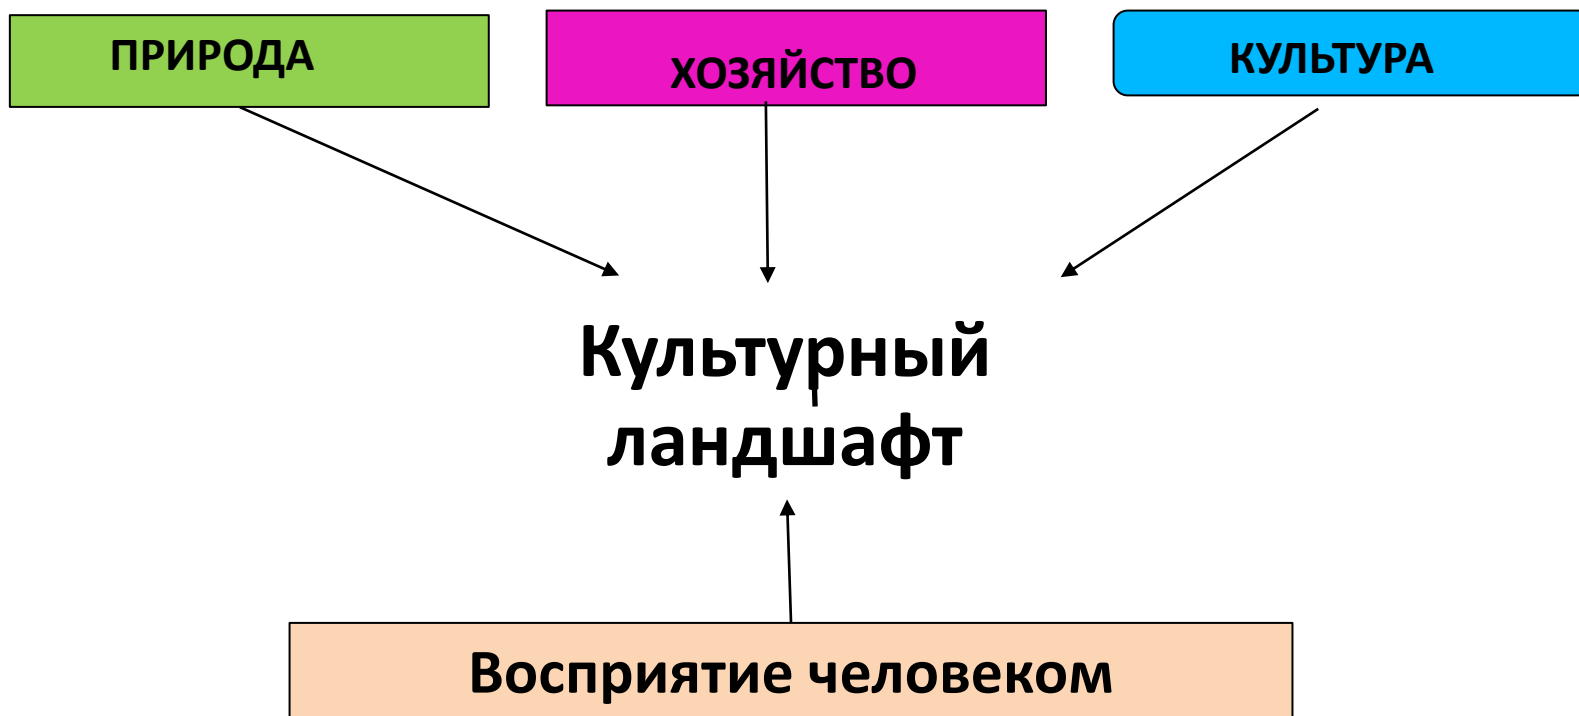 ПРИРОДА
ХОЗЯЙСТВО
КУЛЬТУРА
Культурный
ландшафт
Восприятие человеком